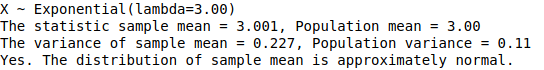 X ~ Exponential(lambda=3.00)
The statistic sample mean = 3.001, Population mean = 3.00
The variance of sample mean = 0.227, Population variance = 0.11
Yes. The distribution of sample mean is approximately normal.